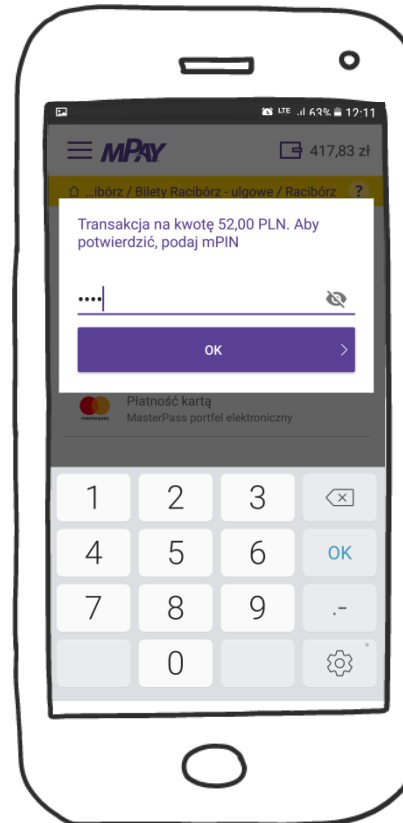 LTE 63% 12:11
mPAY 417,83 zł
...ibórz / Bilety Racibórz - ulgowe / Racibórz ?
Transakcja na kwotę 52,00 PLN. Aby
potwierdzić, podaj mPIN
••••
OK
Płatność kartą
masterpass MasterPass portfel elektroniczny
1 2 3
4 5 6 OK
7 8 9 .-
0